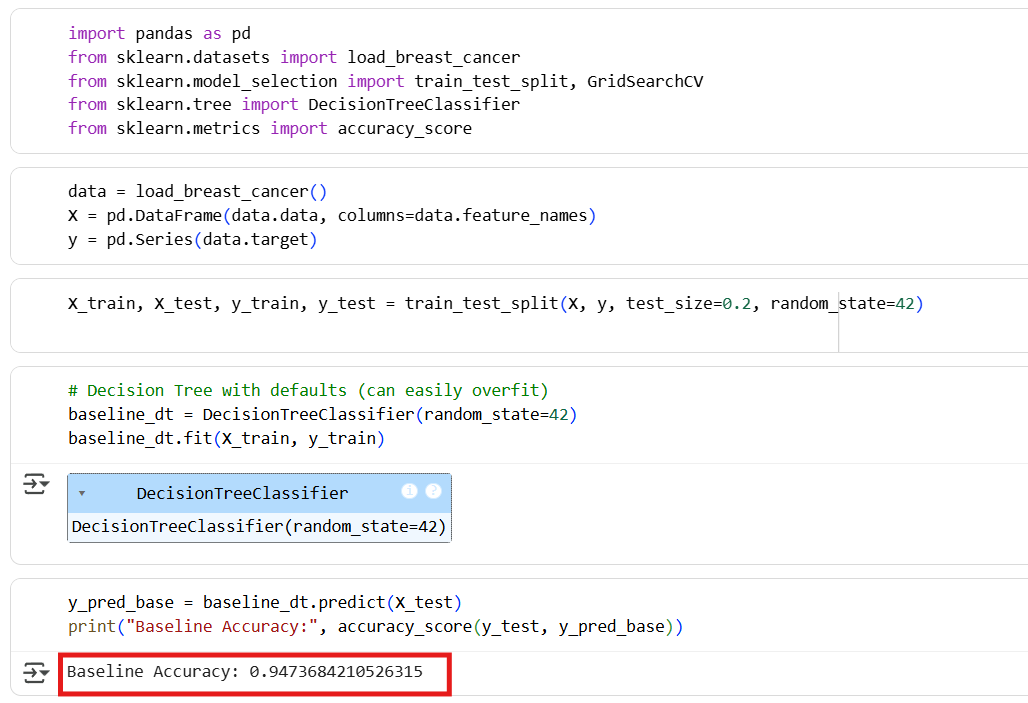 import pandas as pd
from sklearn.datasets import load_breast_cancer
from sklearn.model_selection import train_test_split, GridSearchCV
from sklearn.tree import DecisionTreeClassifier
from sklearn.metrics import accuracy_score
data = load_breast_cancer()
X = pd.DataFrame(data.data, columns=data.feature_names)
y = pd.Series(data.target)
X_train, X_test, y_train, y_test = train_test_split(X, y, test_size=0.2, random_state=42)
# Decision Tree with defaults (can easily overfit)
baseline_dt = DecisionTreeClassifier(random_state=42)
baseline_dt.fit(X_train, y_train)
DecisionTreeClassifier i ?
DecisionTreeClassifier(random_state=42)
y_pred_base = baseline_dt.predict(X_test)
print("Baseline Accuracy:", accuracy_score(y_test, y_pred_base))
Baseline Accuracy: 0.9473684210526315